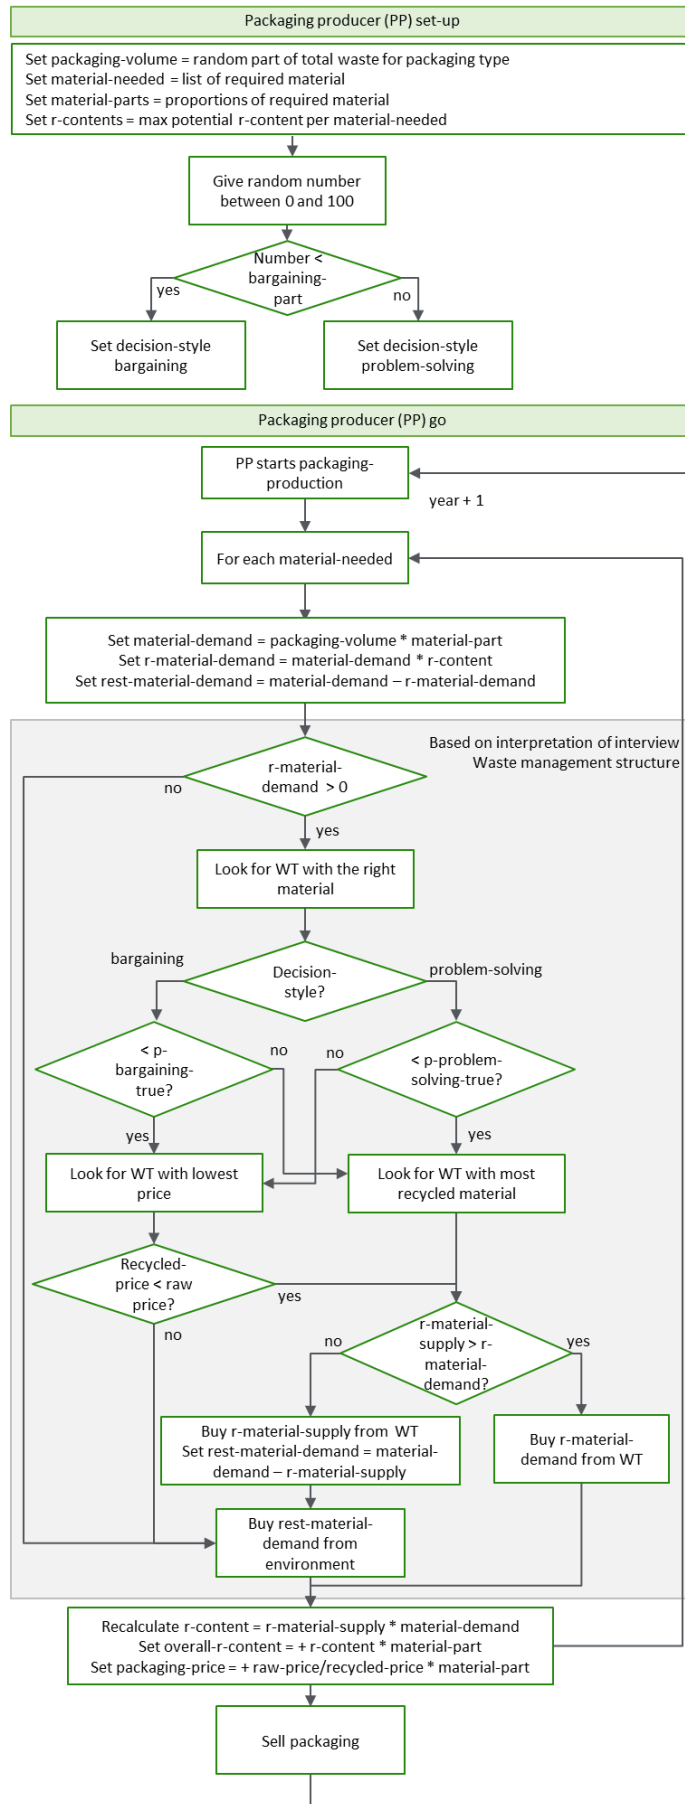 Packaging producer (PP) set-up
Set packaging-volume = random part of total waste for packaging type
Set material-needed = list of required material
Set material-parts = proportions of required material
Set r-contents = max potential r-content per material-needed
Give random number
between 0 and 100
Number <
bargaining-
part
yes
no
Set decision-style
bargaining
Set decision-style
problem-solving
Packaging producer (PP) go
PP starts packaging-
production
year + 1
For each material-needed
Set material-demand = packaging-volume * material-part
Set r-material-demand = material-demand * r-content
Set rest-material-demand = material-demand – r-material-demand
Based on interpretation of interview
Waste management structure
r-material-
demand > 0
no
yes
Look for WT with the right
material
bargaining
Decision-
style?
problem-solving
< p-
bargaining-
true?
no
no
< p-problem-
solving-true?
yes
yes
Look for WT with lowest
price
Look for WT with most
recycled material
Recycled-
price < raw
price?
yes
no
r-material-
supply > r-
material-
demand?
no
yes
Buy r-material-supply from WT
Set rest-material-demand = material-
demand – r-material-supply
Buy r-material-
demand from WT
Buy rest-material-
demand from
environment
Recalculate r-content = r-material-supply * material-demand
Set overall-r-content = + r-content * material-part
Set packaging-price = + raw-price/recycled-price * material-part
Sell packaging